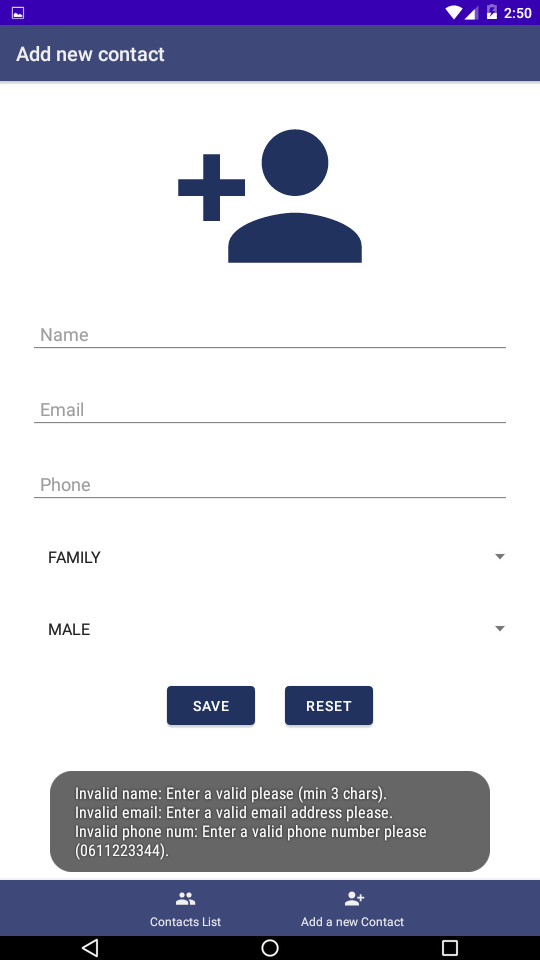 2:50
Add new contact
Name
Email
Phone
FAMILY
MALE
SAVE
RESET
Invalid name: Enter a valid please (min 3 chars).
Invalid email: Enter a valid email address please.
Invalid phone num: Enter a valid phone number please
(0611223344).
Contacts List
Add a new Contact